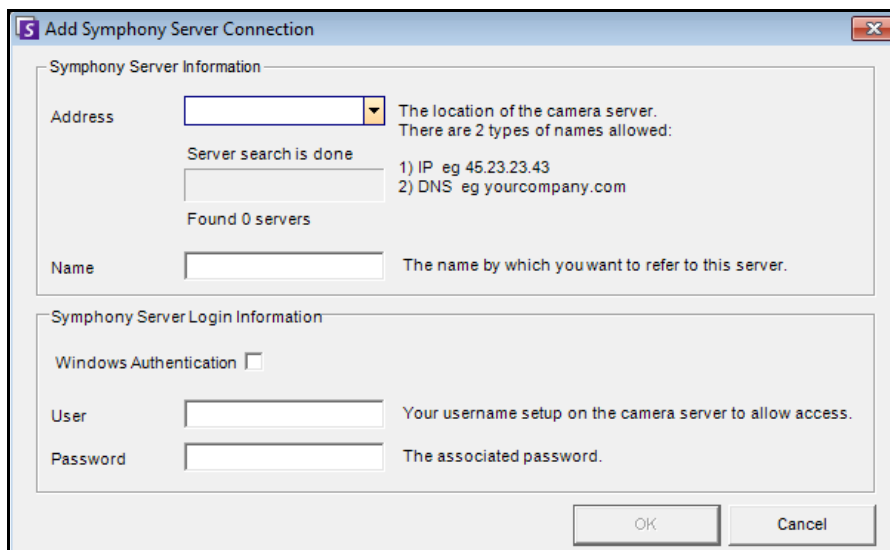 Add Symphony Server Connection
Symphony Server Information
Address
The location of the camera server.
There are 2 types of names allowed:
Server search is done
1) IP eg 45.23.23.43
2) DNS eg yourcompany.com
Found 0 servers
Name
The name by which you want to refer to this server.
Symphony Server Login Information
Windows Authentication
User
Your username setup on the camera server to allow access.
Password
The associated password.
OK
Cancel